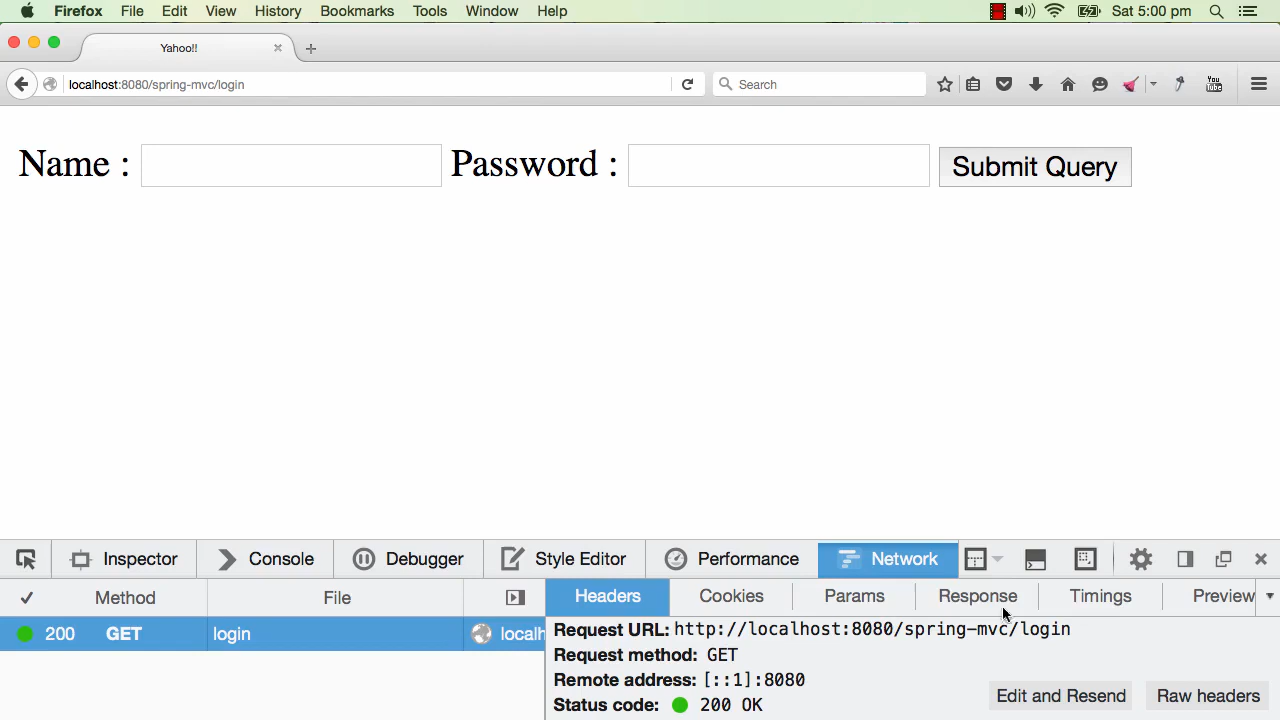 Firefox File Edit View History Bookmarks Tools Window Help Sat 5:00 pm
Yahoo!!
localhost:8080/spring-mvc/login Search You Tube
Name : Password : Submit Query
Inspector Console Debugger Style Editor Performance Network
Method File Headers Cookies Params Response Timings Preview
200 GET login localh
Request URL: http://localhost:8080/spring-mvc/login
Request method: GET
Remote address: [::1]:8080
Edit and Resend Raw headers
Status code: 200 OK